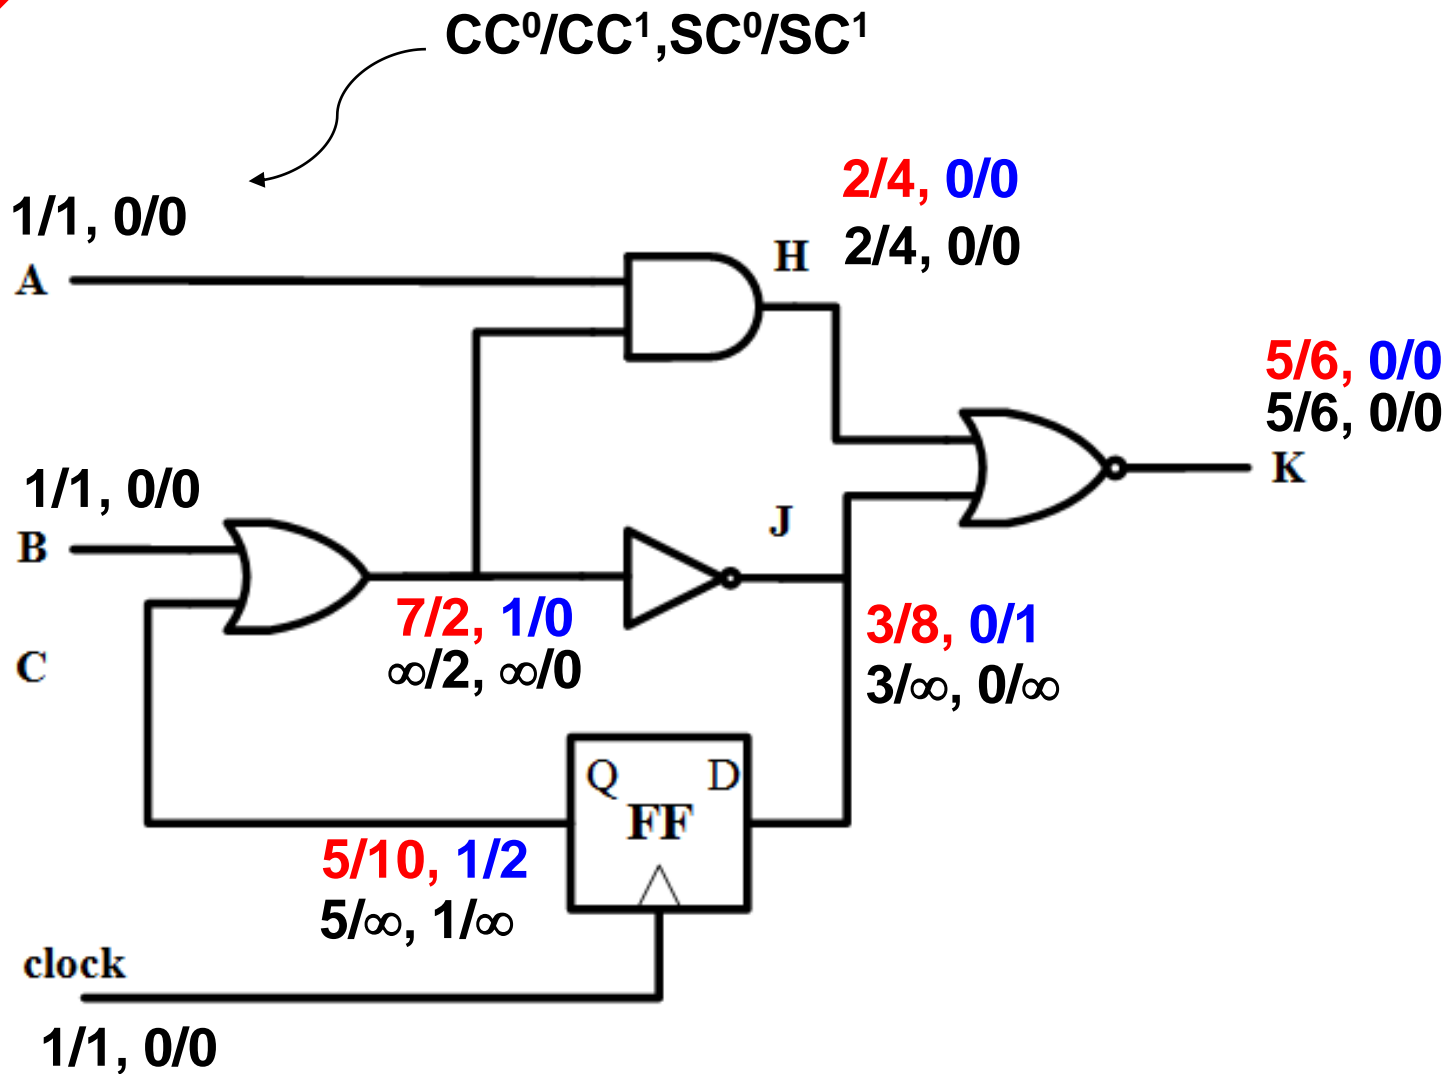 CC⁰/CC¹,SC⁰/SC¹
2/4, 0/0
1/1, 0/0
2/4, 0/0
H
A
5/6, 0/0
5/6, 0/0
K
1/1, 0/0
J
B
7/2, 1/0
3/8, 0/1
∞/2, ∞/0
C
3/∞, 0/∞
Q D
FF
5/10, 1/2
5/∞, 1/∞
clock
1/1, 0/0